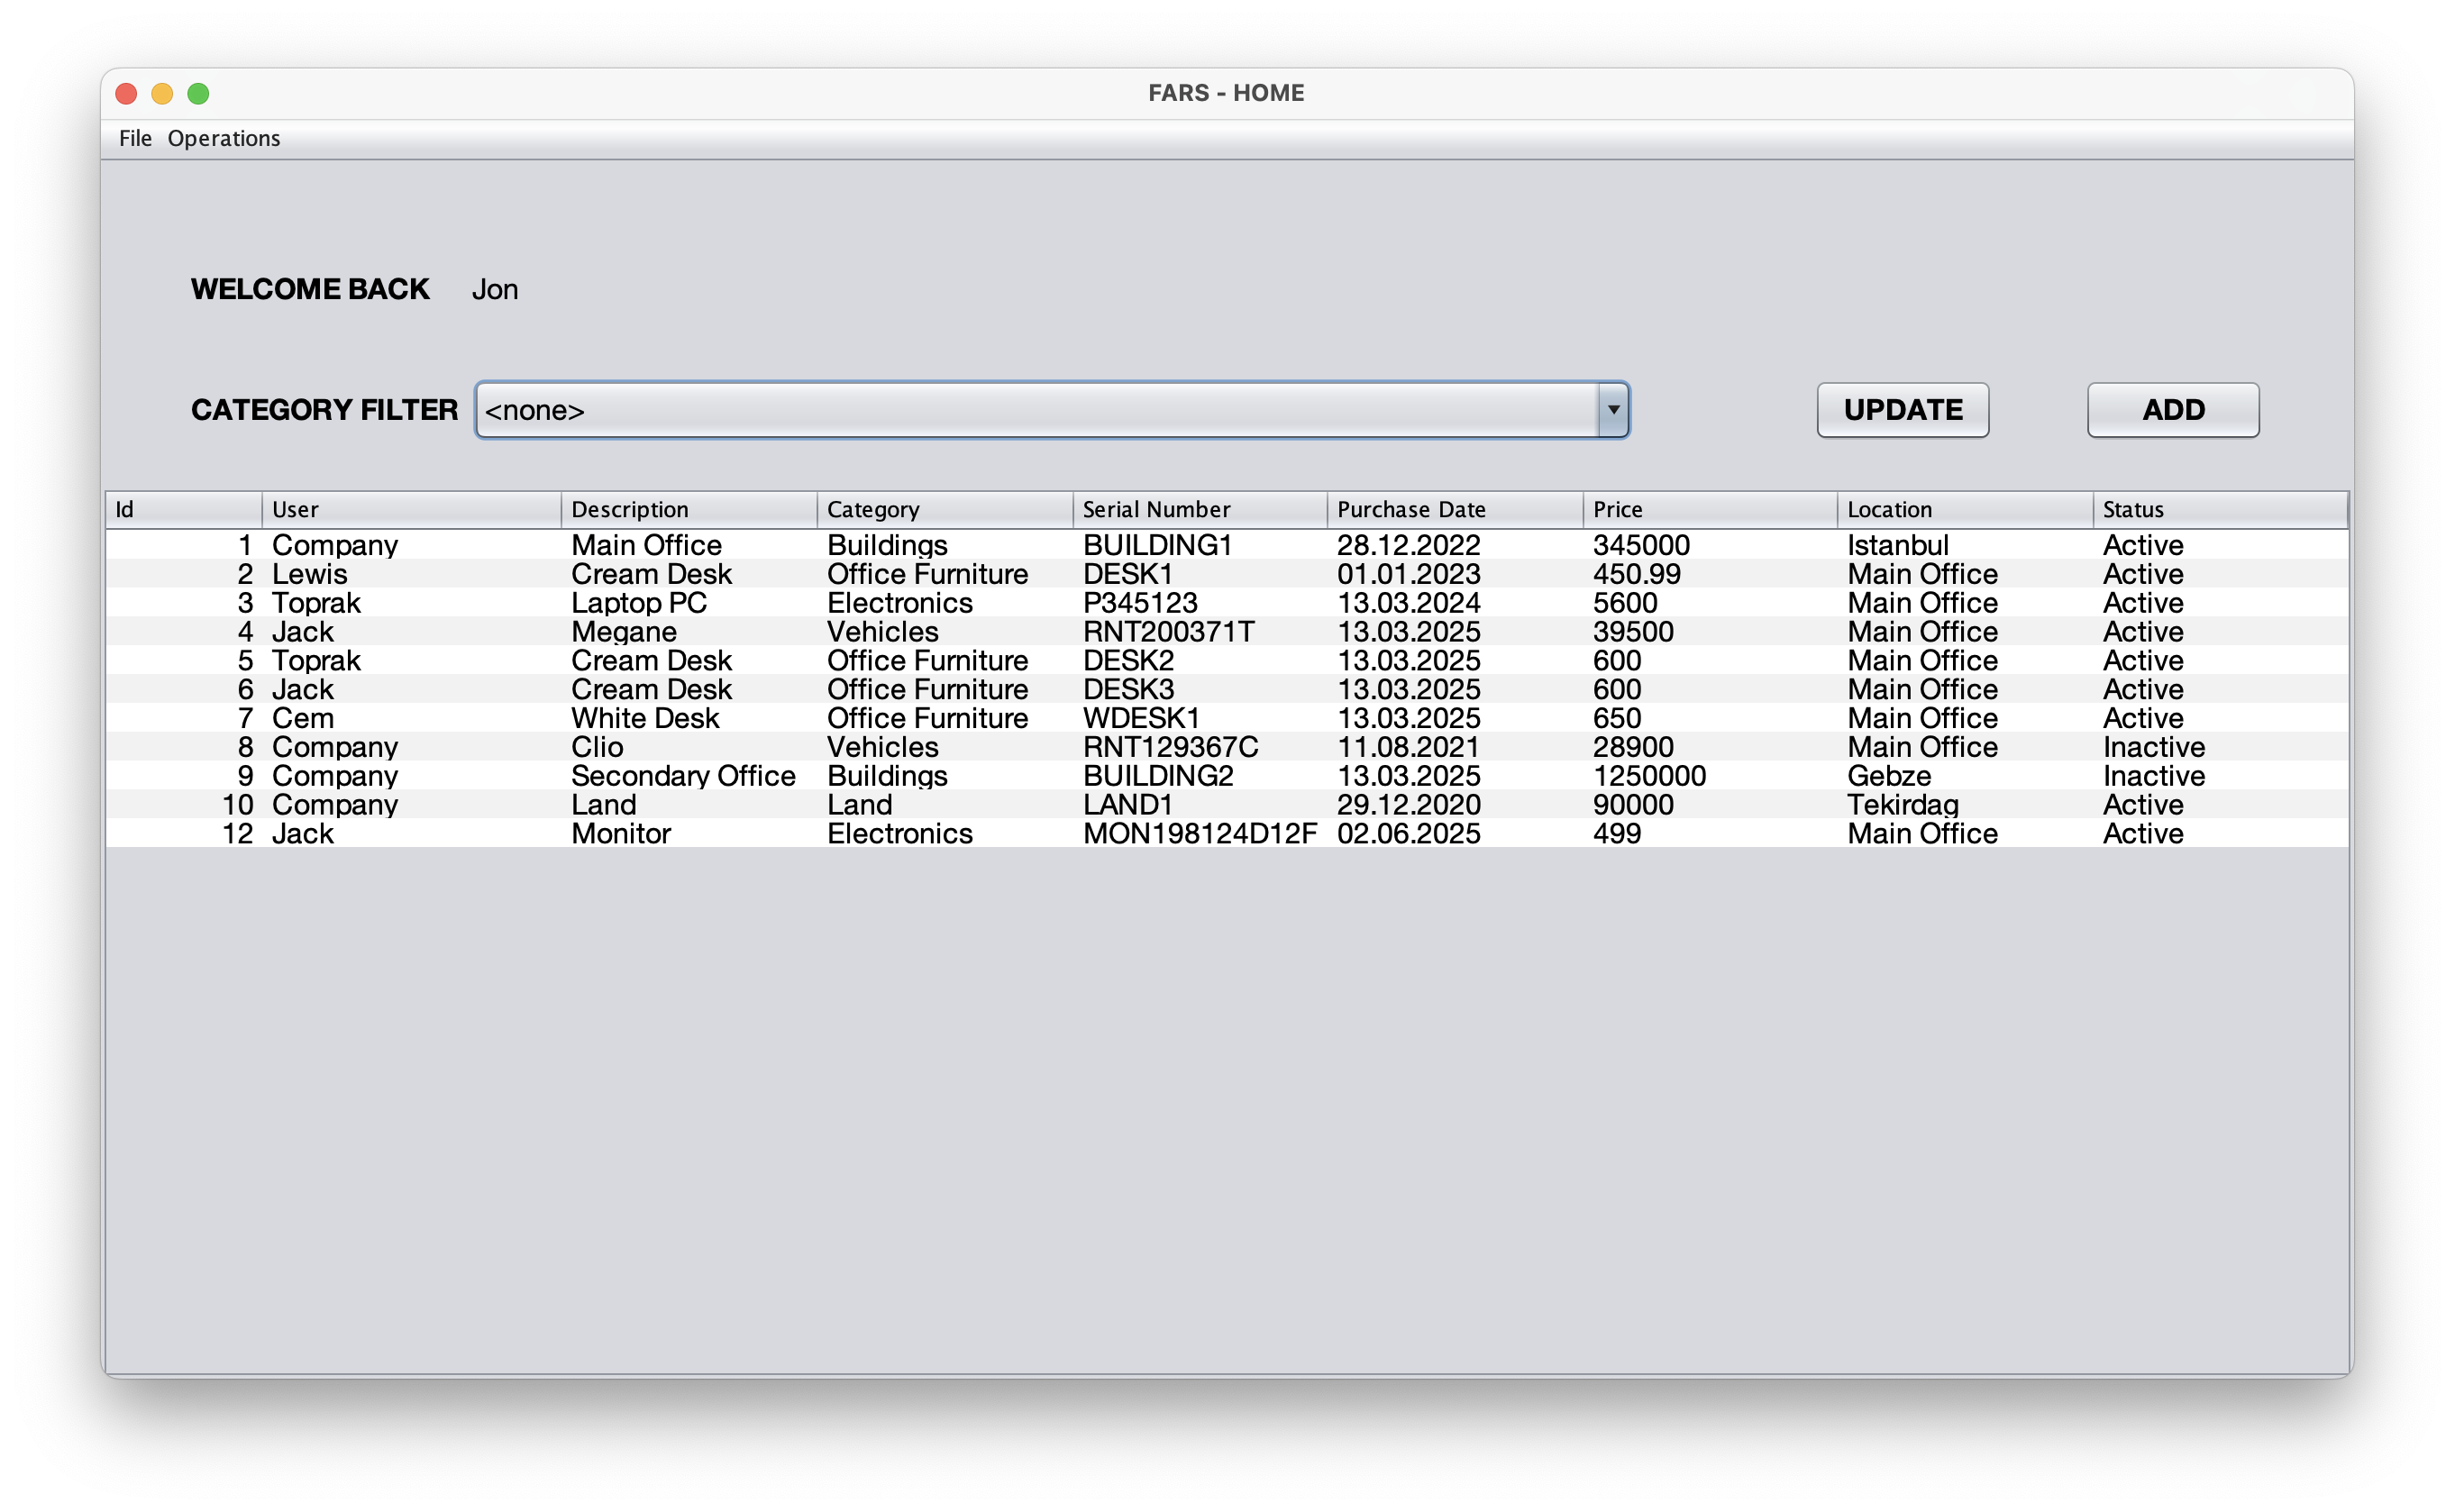 FARS - HOME
File Operations
WELCOME BACK Jon
CATEGORY FILTER <none> UPDATE ADD
Id User Description Category Serial Number Purchase Date Price Location Status
1 Company Main Office Buildings BUILDING1 28.12.2022 345000 Istanbul Active
2 Lewis Cream Desk Office Furniture DESK1 01.01.2023 450.99 Main Office Active
3 Toprak Laptop PC Electronics P345123 13.03.2024 5600 Main Office Active
4 Jack Megane Vehicles RNT200371T 13.03.2025 39500 Main Office Active
5 Toprak Cream Desk Office Furniture DESK2 13.03.2025 600 Main Office Active
6 Jack Cream Desk Office Furniture DESK3 13.03.2025 600 Main Office Active
7 Cem White Desk Office Furniture WDESK1 13.03.2025 650 Main Office Active
8 Company Clio Vehicles RNT129367C 11.08.2021 28900 Main Office Inactive
9 Company Secondary Office Buildings BUILDING2 13.03.2025 1250000 Gebze Inactive
10 Company Land Land LAND1 29.12.2020 90000 Tekirdag Active
12 Jack Monitor Electronics MON198124D12F 02.06.2025 499 Main Office Active